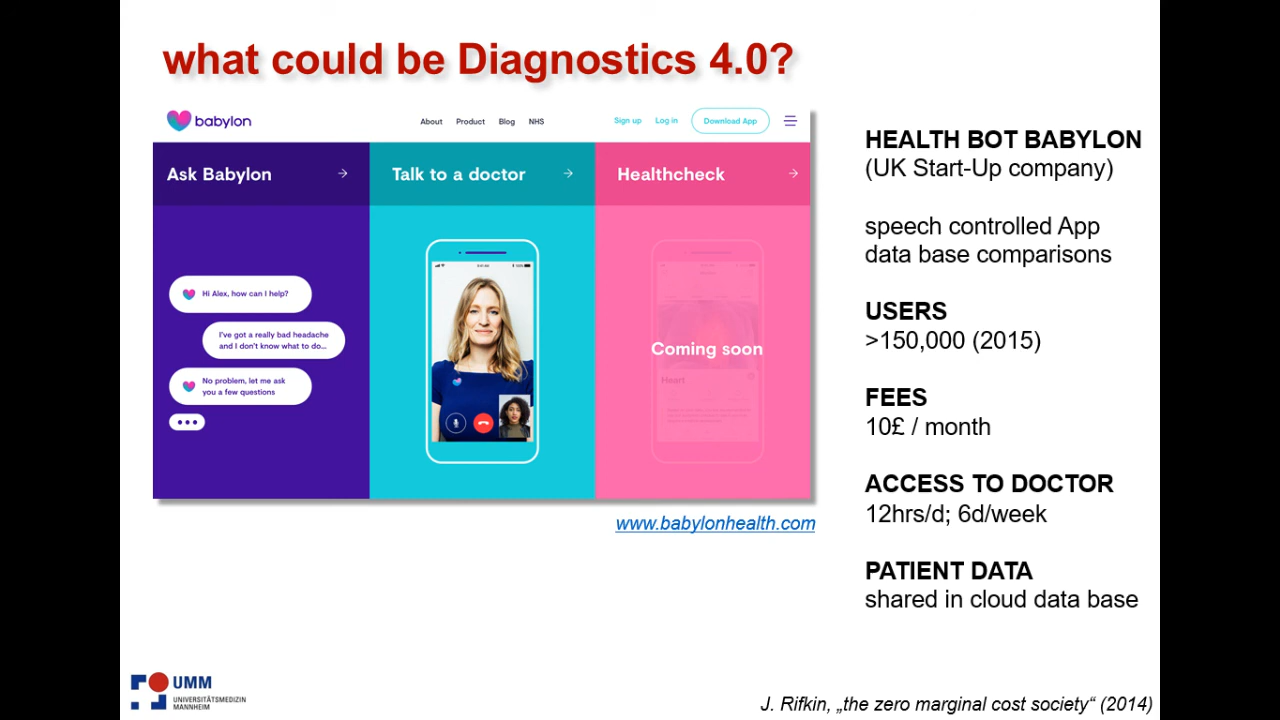 what could be Diagnostics 4.0?
babylon
About Product Blog NHS
Sign up Log in Download App
Ask Babylon
Talk to a doctor
Healthcheck
Hi Alex, how can I help?
I've got a really bad headache
and I don't know what to do...
No problem, let me ask
you a few questions
Coming soon
Heart
www.babylonhealth.com
HEALTH BOT BABYLON
(UK Start-Up company)
speech controlled App
data base comparisons
USERS
>150,000 (2015)
FEES
10£ / month
ACCESS TO DOCTOR
12hrs/d; 6d/week
PATIENT DATA
shared in cloud data base
UMM
UNIVERSITÄTSMEDIZIN
MANNHEIM
J. Rifkin, „the zero marginal cost society“ (2014)